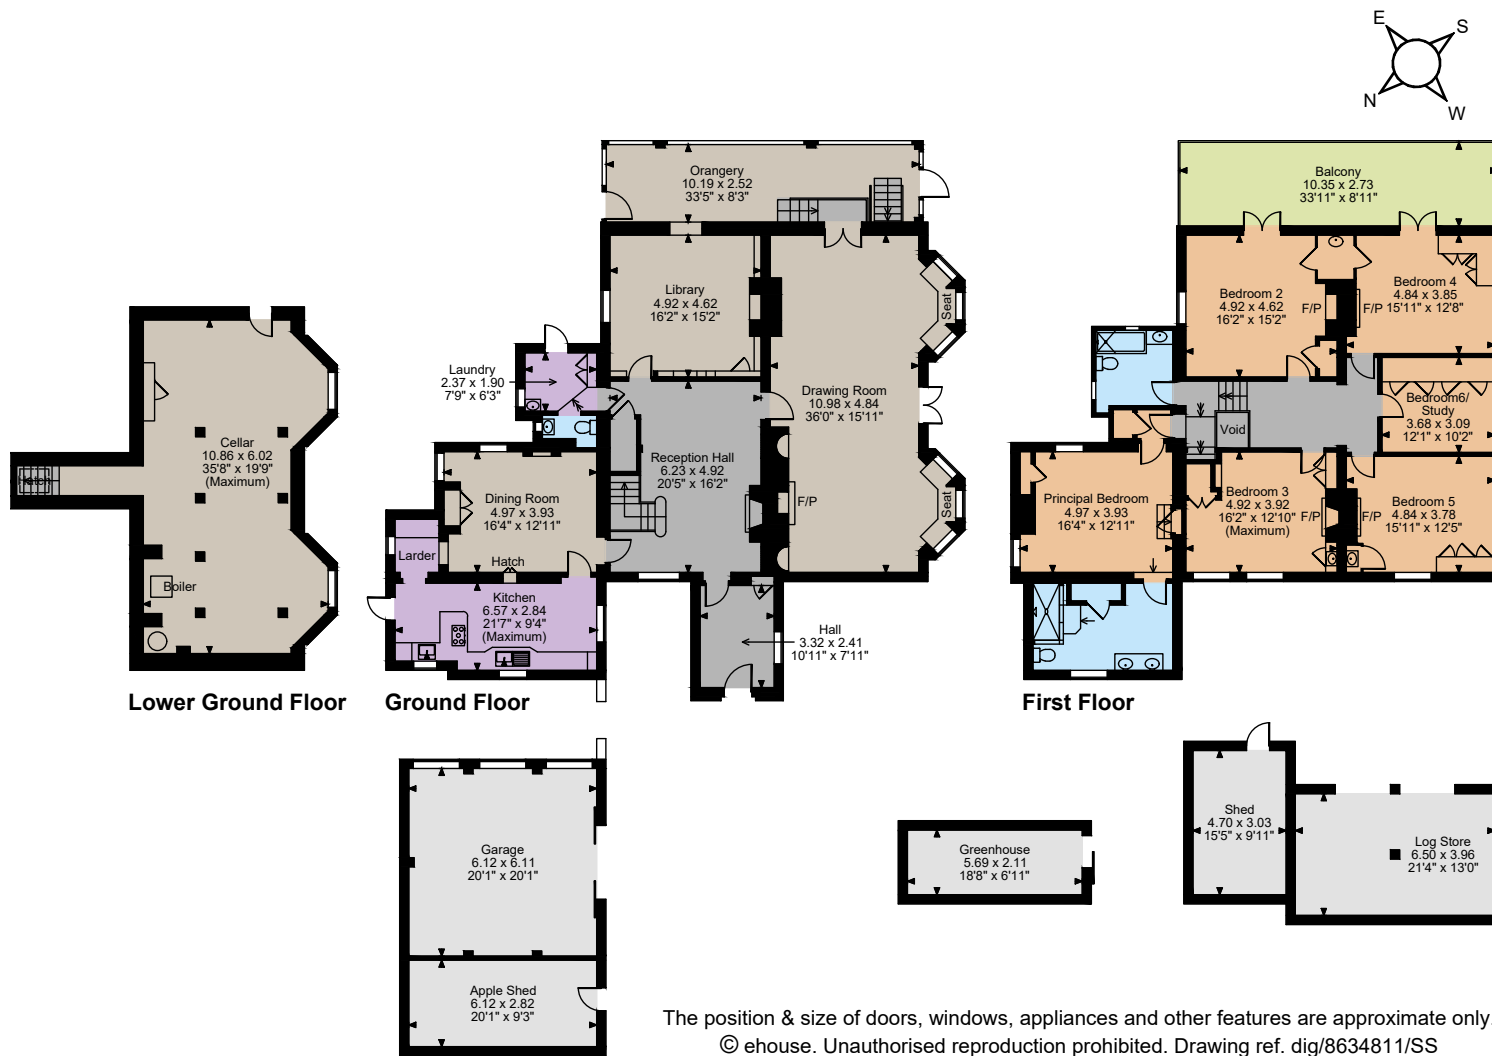 E
S
N
W
Orangery
10.19 x 2.52
33'5" x 8'3"
Balcony
10.35 x 2.73
33'11" x 8'11"
Library
4.92 x 4.62
16'2" x 15'2"
Seat
Bedroom 2
4.92 x 4.62
16'2" x 15'2"
F/P
Bedroom 4
4.84 x 3.85
15'11" x 12'8"
F/P
Laundry
2.37 x 1.90
7'9" x 6'3"
Drawing Room
10.98 x 4.84
36'0" x 15'11"
Bedroom6/
Study
3.68 x 3.09
12'1" x 10'2"
Void
Cellar
10.86 x 6.02
35'8" x 19'9"
(Maximum)
Hatch
Reception Hall
6.23 x 4.92
20'5" x 16'2"
Dining Room
4.97 x 3.93
16'4" x 12'11"
F/P
Seat
Principal Bedroom
4.97 x 3.93
16'4" x 12'11"
Bedroom 3
4.92 x 3.92
16'2" x 12'10"
(Maximum)
F/P
Bedroom 5
4.84 x 3.78
15'11" x 12'5"
F/P
Larder
Hatch
Boiler
Kitchen
6.57 x 2.84
21'7" x 9'4"
(Maximum)
Hall
3.32 x 2.41
10'11" x 7'11"
Lower Ground Floor
Ground Floor
First Floor
Garage
6.12 x 6.11
20'1" x 20'1"
Greenhouse
5.69 x 2.11
18'8" x 6'11"
Shed
4.70 x 3.03
15'5" x 9'11"
Log Store
6.50 x 3.96
21'4" x 13'0"
Apple Shed
6.12 x 2.82
20'1" x 9'3"
The position & size of doors, windows, appliances and other features are approximate only.
© ehouse. Unauthorised reproduction prohibited. Drawing ref. dig/8634811/SS